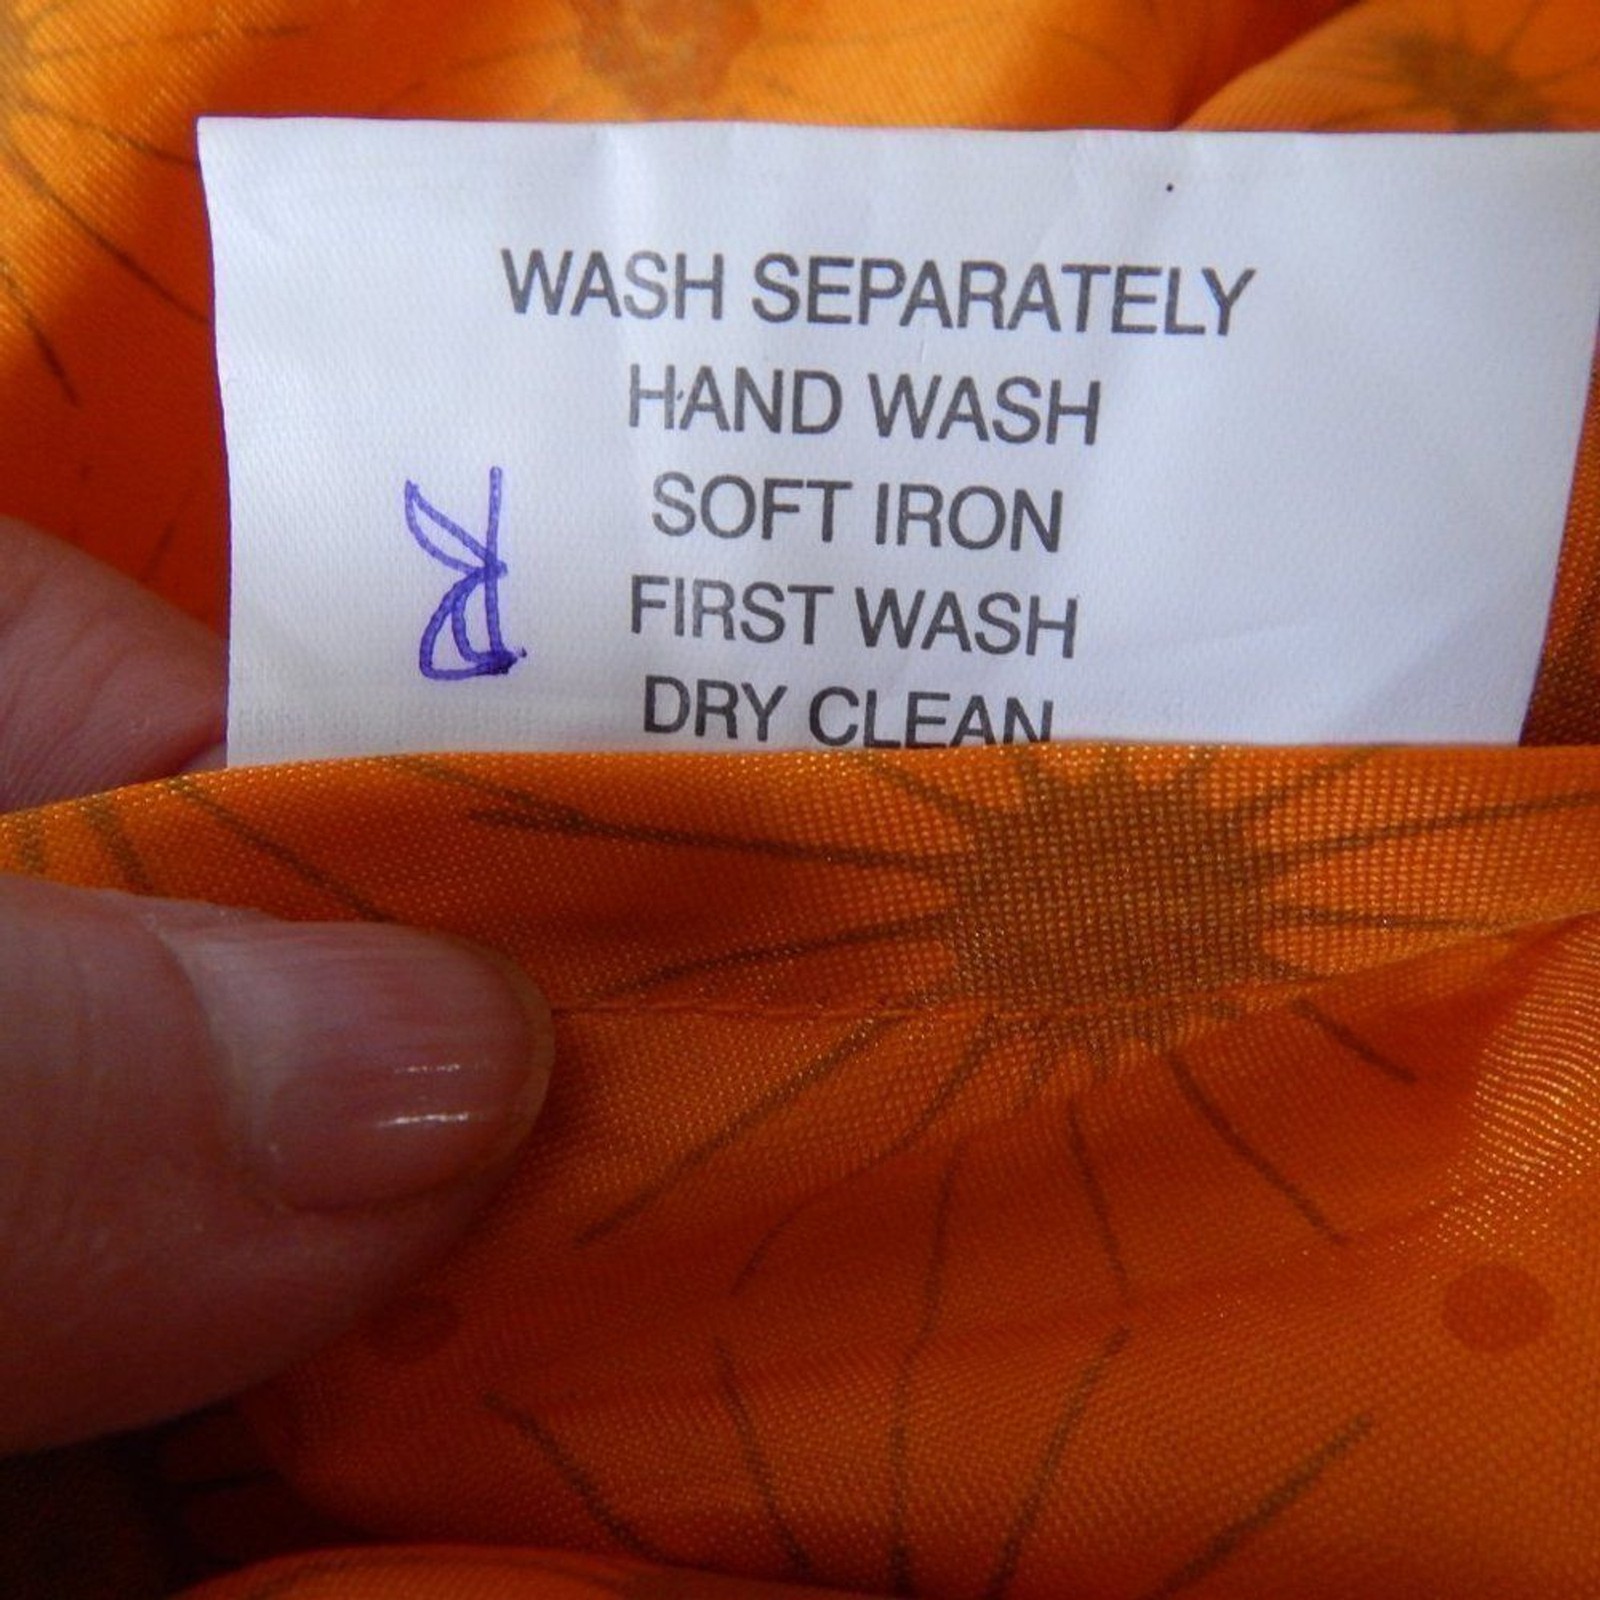 WASH SEPARATELY
HAND WASH
SOFT IRON
FIRST WASH
DRY CLEAN